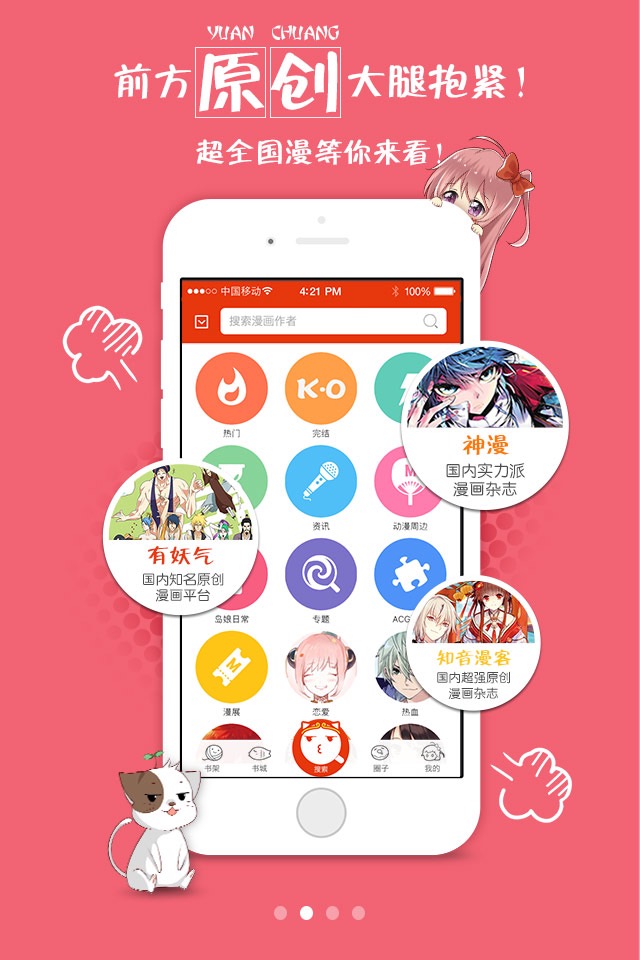 YUAN CHUANG
前方原创大腿抱紧！
超全国漫等你来看！
中国移动 4:21 PM 100%
搜索漫画作者
K·O
热门 完结
神漫
国内实力派
漫画杂志
M
资讯 动漫周边
有妖气
国内知名原创
漫画平台
岛娘日常 专题 ACG
知音漫客
国内超强原创
漫画杂志
M
漫展 恋爱 热血
书架 书城 搜索 圈子 我的